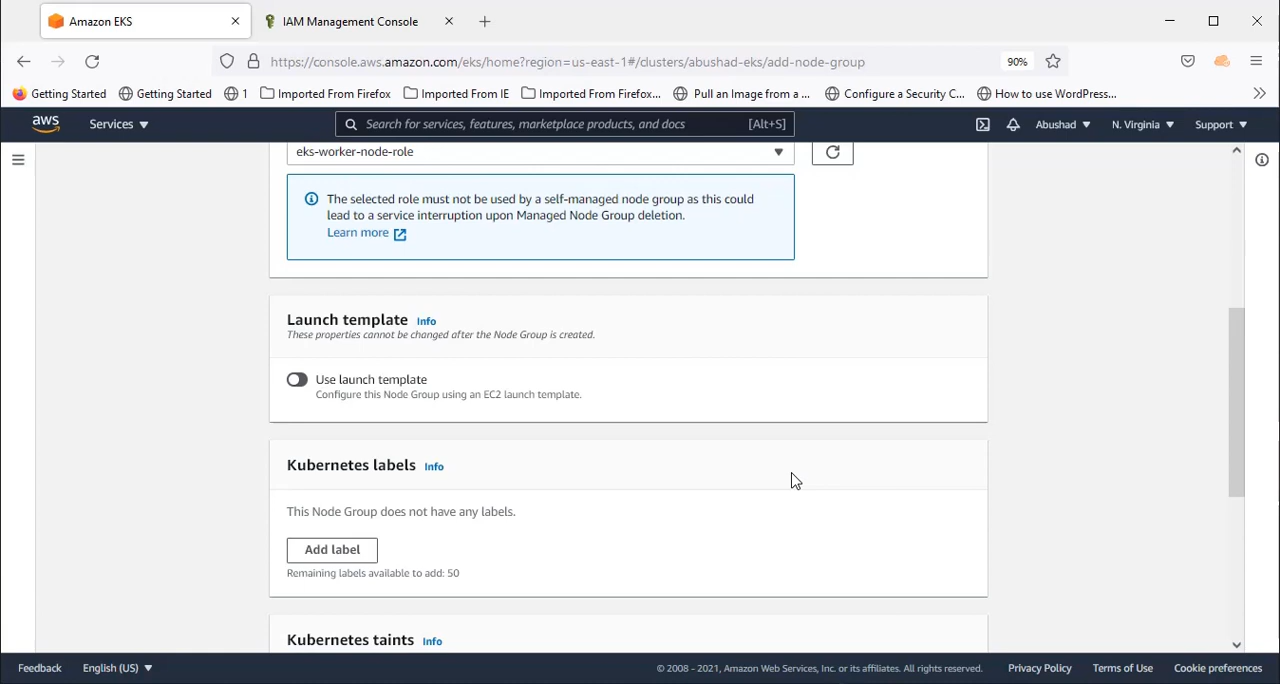 Amazon EKS
IAM Management Console
https://console.aws.amazon.com/eks/home?region=us-east-1#/clusters/abushad-eks/add-node-group
90%
Getting Started
Getting Started
1
Imported From Firefox
Imported From IE
Imported From Firefox...
Pull an Image from a ...
Configure a Security C...
How to use WordPress...
aws
Services
Search for services, features, marketplace products, and docs
[Alt+S]
Abushad
N. Virginia
Support
eks-worker-node-role
The selected role must not be used by a self-managed node group as this could
lead to a service interruption upon Managed Node Group deletion.
Learn more
Launch template Info
These properties cannot be changed after the Node Group is created.
Use launch template
Configure this Node Group using an EC2 launch template.
Kubernetes labels Info
This Node Group does not have any labels.
Add label
Remaining labels available to add: 50
Kubernetes taints Info
Feedback
English (US)
© 2008 - 2021, Amazon Web Services, Inc. or its affiliates. All rights reserved.
Privacy Policy
Terms of Use
Cookie preferences